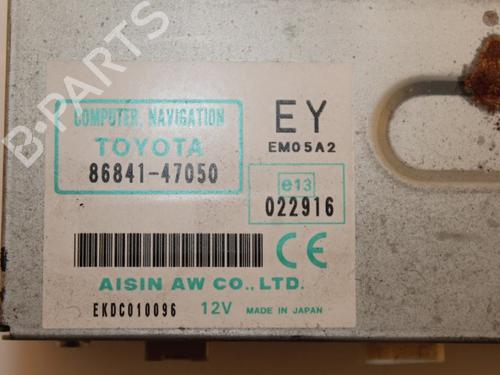 B-PARTS
COMPUTER, NAVIGATION
TOYOTA
86841-47050
EY
EM05A2
e13
022916
CE
AISIN AW CO., LTD.
EKDC010096 12V MADE IN JAPAN